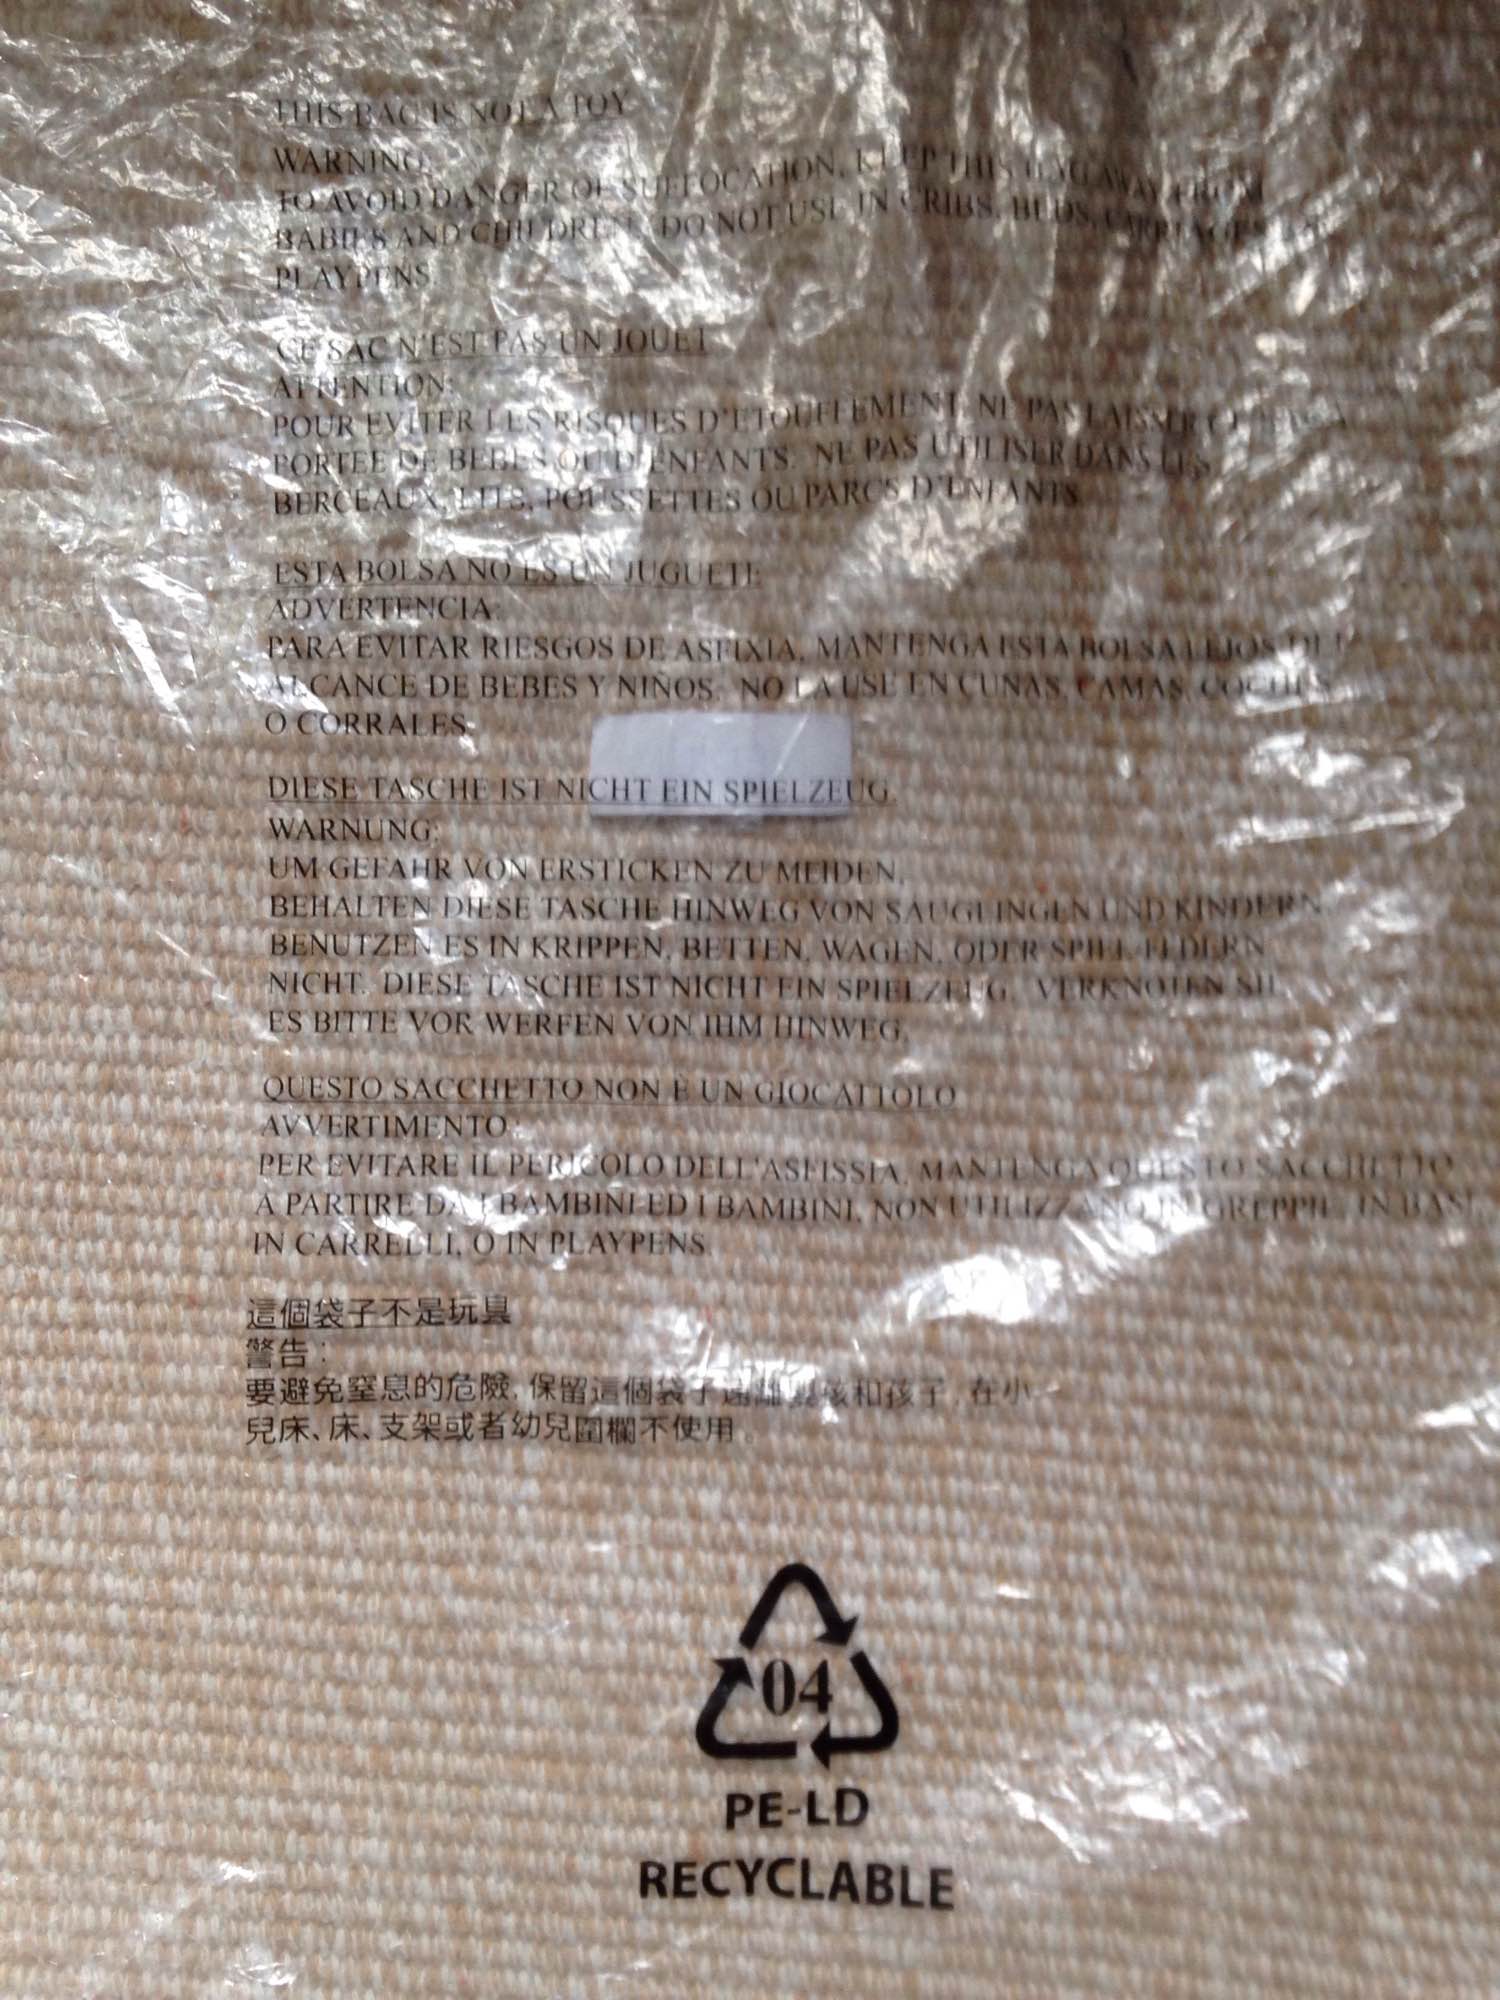 THIS BAG IS NOT A TOY
WARNING:
TO AVOID DANGER OF SUFFOCATION, KEEP THIS BAG AWAY FROM
BABIES AND CHILDREN. DO NOT USE IN CRIBS, BEDS, CARRIAGES
PLAYPENS.
CE SAC N'EST PAS UN JOUET
ATTENTION:
POUR EVITER LES RISQUES D'ETOUFFEMENT, NE PAS LAISSER CE
PORTEE DE BEBES OU D'ENFANTS. NE PAS UTILISER DANS LES
BERCEAUX, LITS, POUSSETTES OU PARCS D'ENFANTS.
ESTA BOLSA NO ES UN JUGUETE
ADVERTENCIA:
PARA EVITAR RIESGOS DE ASFIXIA, MANTENGA ESTA BOLSA LEJOS DEL
ALCANCE DE BEBES Y NIÑOS. NO LA USE EN CUNAS, CAMAS, COCHES
O CORRALES.
DIESE TASCHE IST NICHT EIN SPIELZEUG.
WARNUNG:
UM GEFAHR VON ERSTICKEN ZU MEIDEN,
BEHALTEN DIESE TASCHE HINWEG VON SAUGLINGEN UND KINDERN.
BENUTZEN ES IN KRIPPEN, BETTEN, WAGEN, ODER SPIEL-FEDERN
NICHT. DIESE TASCHE IST NICHT EIN SPIELZEUG. VERKNOTEN SIE
ES BITTE VOR WERFEN VON IHM HINWEG.
QUESTO SACCHETTO NON È UN GIOCATTOLO
AVVERTIMENTO:
PER EVITARE IL PERICOLO DELL'ASFISSIA, MANTENGA QUESTO SACCHETTO
A PARTIRE DA I BAMBINI ED I BAMBINI, NON UTILIZZANO IN GREPPIE, IN BASI,
IN CARRELLI, O IN PLAYPENS.
這個袋子不是玩具
警告:
要避免窒息的危險, 保留這個袋子遠離嬰孩和孩子, 在小
兒床、床、支架或者幼兒圍欄不使用。
04
PE-LD
RECYCLABLE